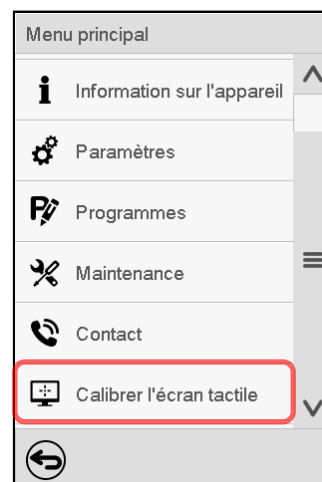 Menu principal
Information sur l'appareil
Paramètres
Programmes
Maintenance
Contact
Calibrer l'écran tactile